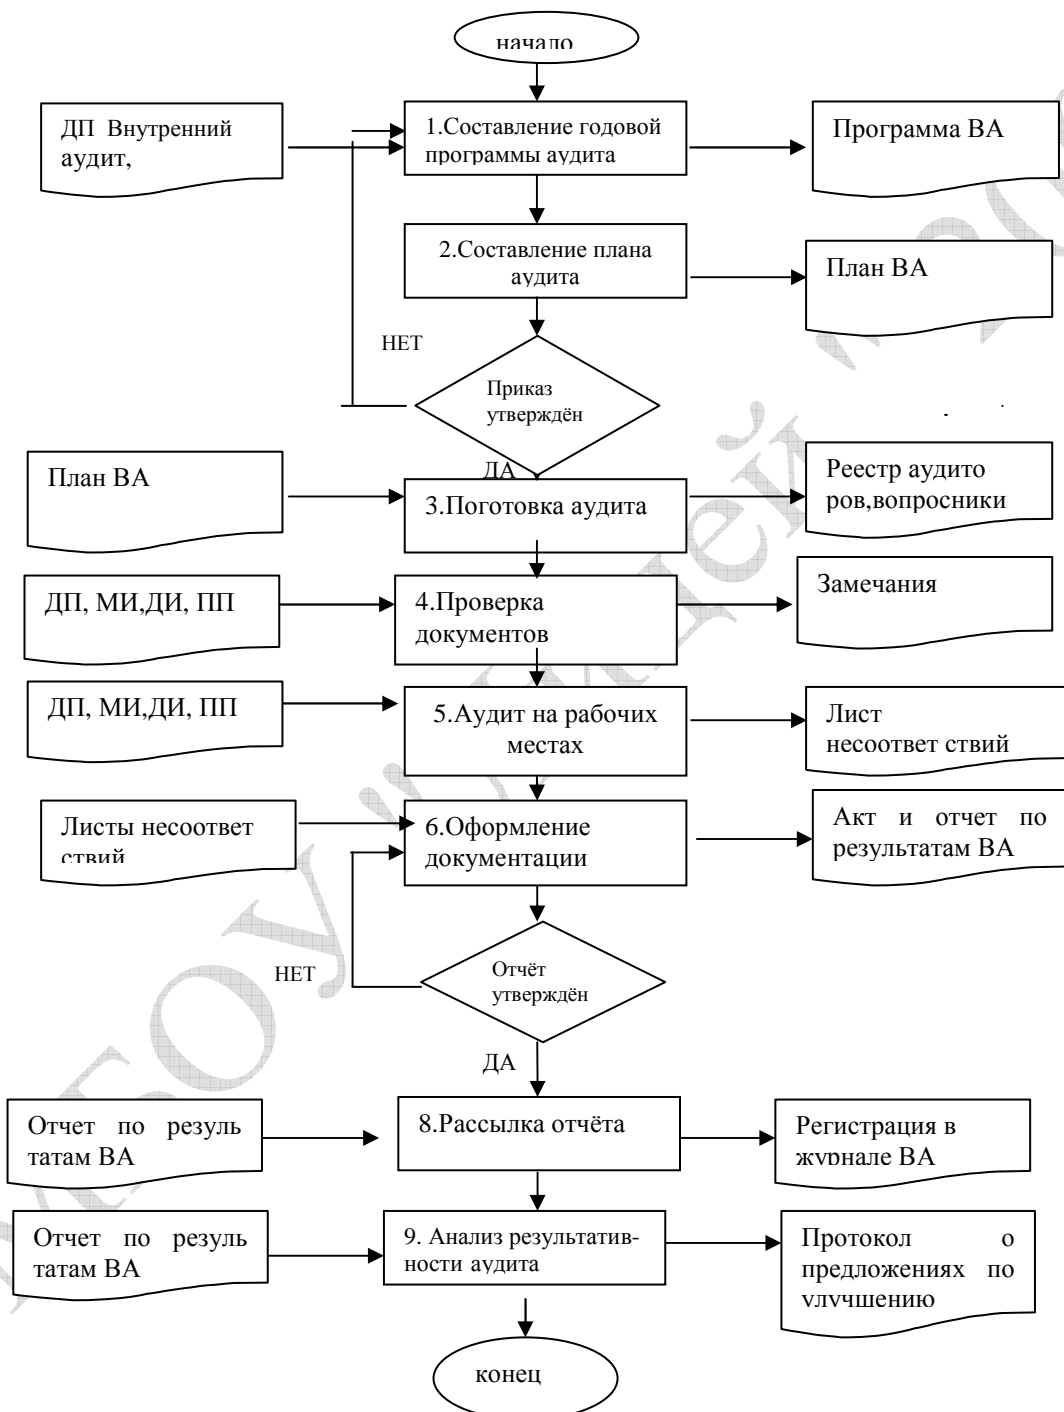 начало
ДП Внутренний
аудит,
1.Составление годовой
программы аудита
Программа ВА
2.Составление плана
аудита
План ВА
НЕТ
Приказ
утверждён
ДА
План ВА
3.Поготовка аудита
Реестр аудито
ров,вопросники
ДП, МИ,ДИ, ПП
4.Проверка
документов
Замечания
ДП, МИ,ДИ, ПП
5.Аудит на рабочих
местах
Лист
несоответ ствий
Листы несоответ
ствий
6.Оформление
документации
Акт и отчет по
результатам ВА
НЕТ
Отчёт
утверждён
ДА
Отчет по резуль
татам ВА
8.Рассылка отчёта
Регистрация в
журнале ВА
Отчет по резуль
татам ВА
9. Анализ результатив-
ности аудита
Протокол о
предложениях по
улучшению
конец
МБОУ "Лицей "20